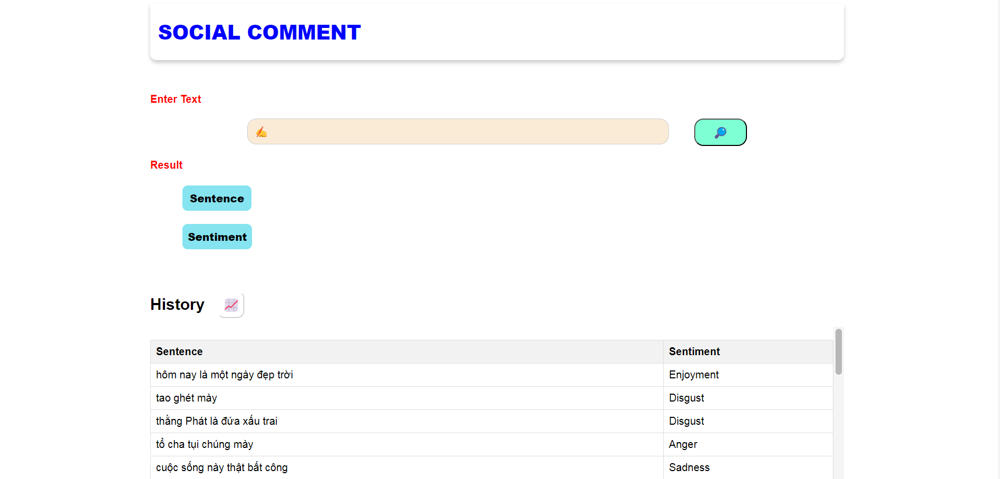 SOCIAL COMMENT
Enter Text
✍
🔎
Result
Sentence
Sentiment
History 📈
Sentence Sentiment
hôm nay là một ngày đẹp trời Enjoyment
tao ghét mày Disgust
thằng Phát là đứa xấu trai Disgust
tổ cha tụi chúng mày Anger
cuộc sống này thật bất công Sadness